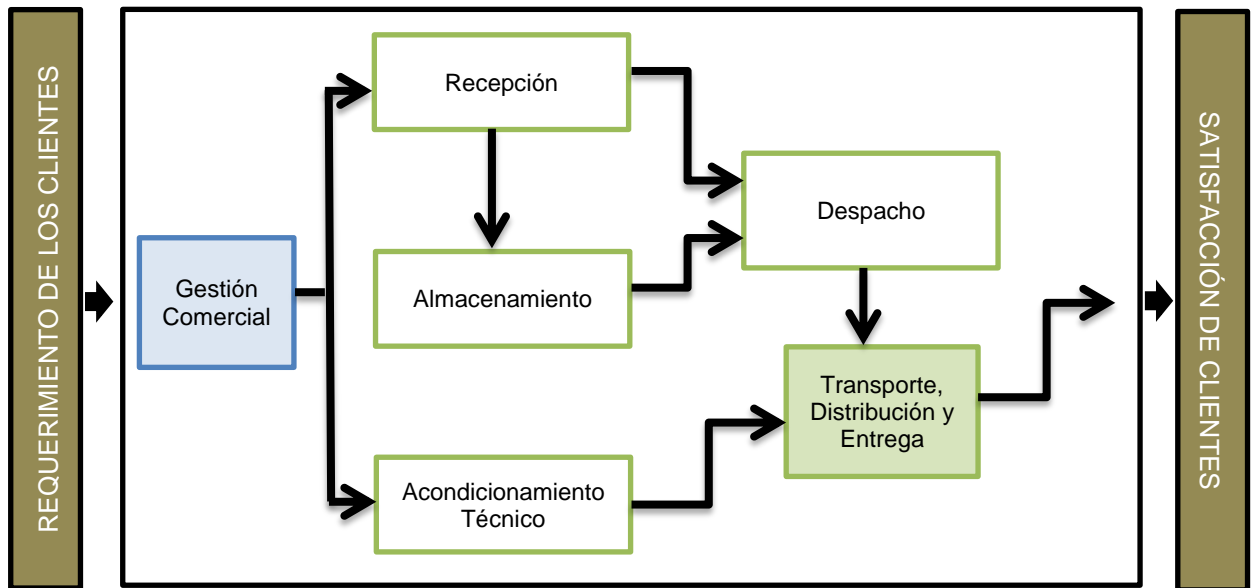 REQUERIMIENTO DE LOS CLIENTES
Gestión
Comercial
Recepción
Almacenamiento
Acondicionamiento
Técnico
Despacho
Transporte,
Distribución y
Entrega
SATISFACCIÓN DE CLIENTES